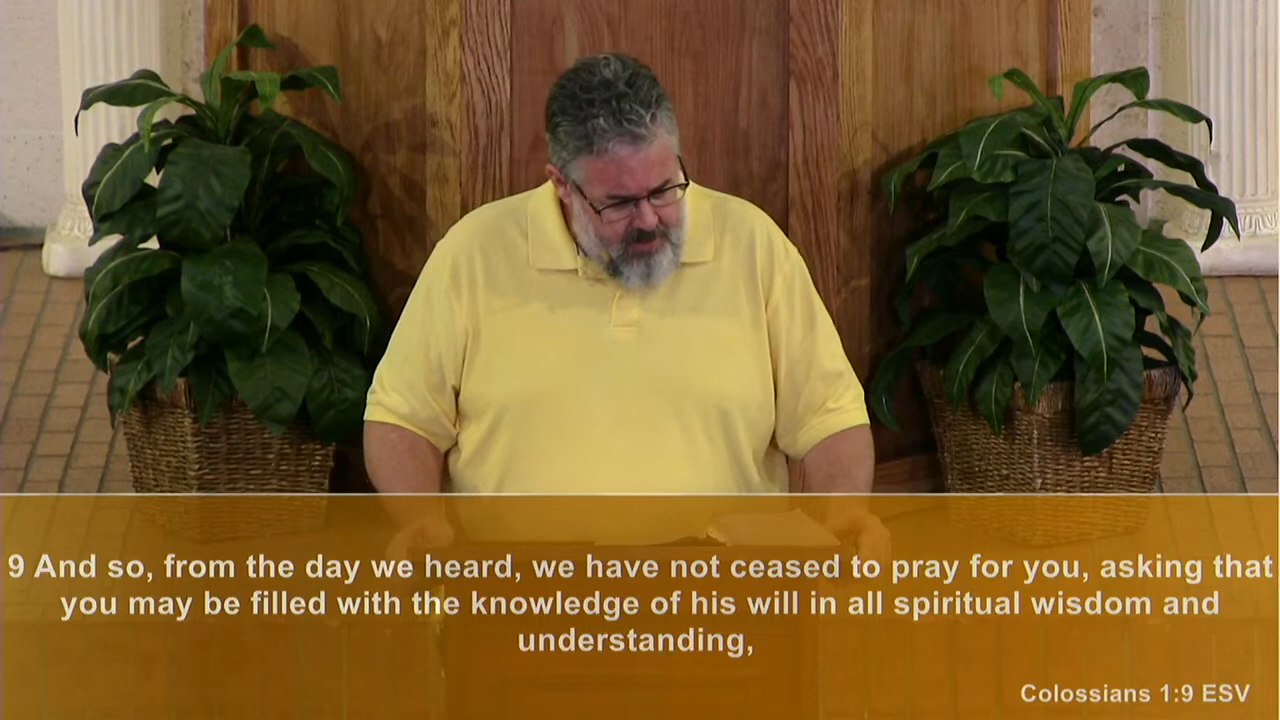 9 And so, from the day we heard, we have not ceased to pray for you, asking that
you may be filled with the knowledge of his will in all spiritual wisdom and
understanding,
Colossians 1:9 ESV